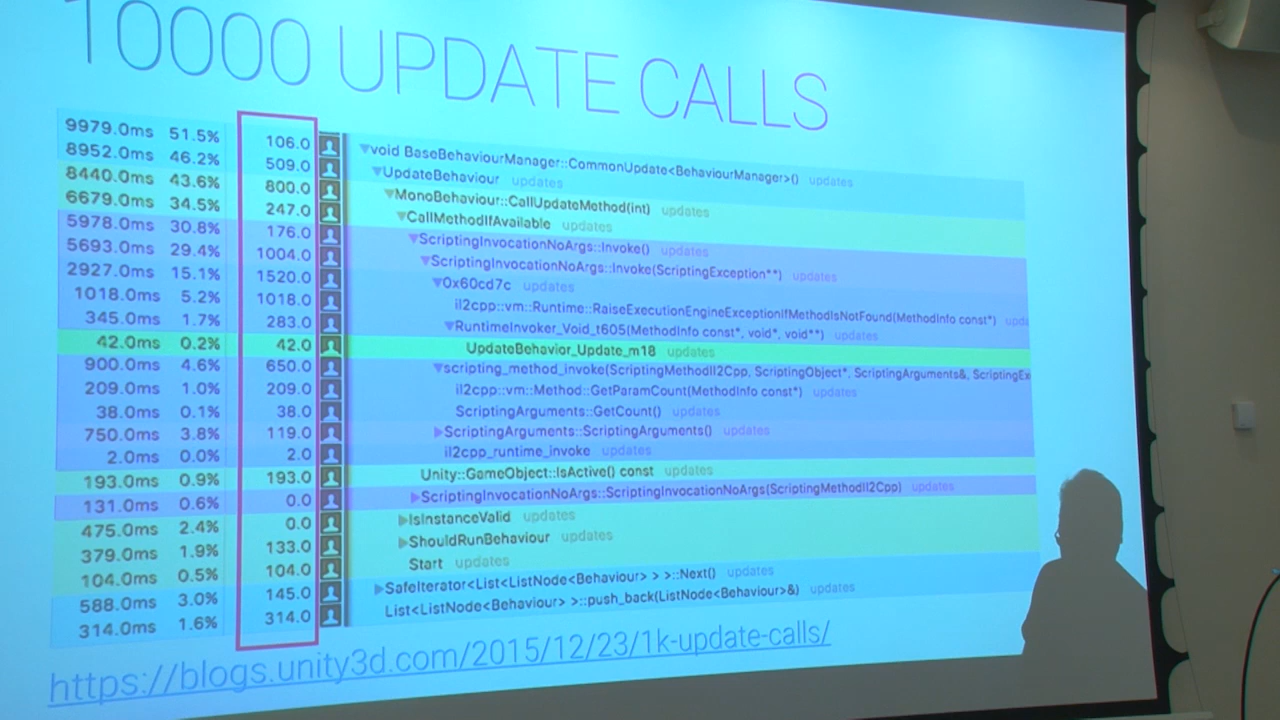 10000 UPDATE CALLS
9979.0ms 51.5% 106.0 void BaseBehaviourManager::CommonUpdate<BehaviourManager>() updates
8952.0ms 46.2% 509.0 UpdateBehaviour updates
8440.0ms 43.6% 800.0 MonoBehaviour::CallUpdateMethod(int) updates
6679.0ms 34.5% 247.0 CallMethodIfAvailable updates
5978.0ms 30.8% 176.0 ScriptingInvocationNoArgs::Invoke() updates
5693.0ms 29.4% 1004.0 ScriptingInvocationNoArgs::Invoke(ScriptingException**) updates
2927.0ms 15.1% 1520.0 0x60cd7c updates
1018.0ms 5.2% 1018.0 il2cpp::vm::Runtime::RaiseExecutionEngineExceptionIfMethodIsNotFound(MethodInfo const*) upda
345.0ms 1.7% 283.0 RuntimeInvoker_Void_t605(MethodInfo const*, void*, void**) updates
42.0ms 0.2% 42.0 UpdateBehavior_Update_m18 updates
900.0ms 4.6% 650.0 scripting_method_invoke(ScriptingMethodIl2Cpp, ScriptingObject*, ScriptingArguments&, ScriptingEx
209.0ms 1.0% 209.0 il2cpp::vm::Method::GetParamCount(MethodInfo const*) updates
38.0ms 0.1% 38.0 ScriptingArguments::GetCount() updates
750.0ms 3.8% 119.0 ScriptingArguments::ScriptingArguments() updates
2.0ms 0.0% 2.0 il2cpp_runtime_invoke updates
193.0ms 0.9% 193.0 Unity::GameObject::IsActive() const updates
131.0ms 0.6% 0.0 ScriptingInvocationNoArgs::ScriptingInvocationNoArgs(ScriptingMethodIl2Cpp) updates
475.0ms 2.4% 0.0 IsInstanceValid updates
379.0ms 1.9% 133.0 ShouldRunBehaviour updates
104.0ms 0.5% 104.0 Start updates
588.0ms 3.0% 145.0 SafeIterator<List<ListNode<Behaviour> > >::Next() updates
314.0ms 1.6% 314.0 List<ListNode<Behaviour> >::push_back(ListNode<Behaviour>&) updates
https://blogs.unity3d.com/2015/12/23/1k-update-calls/